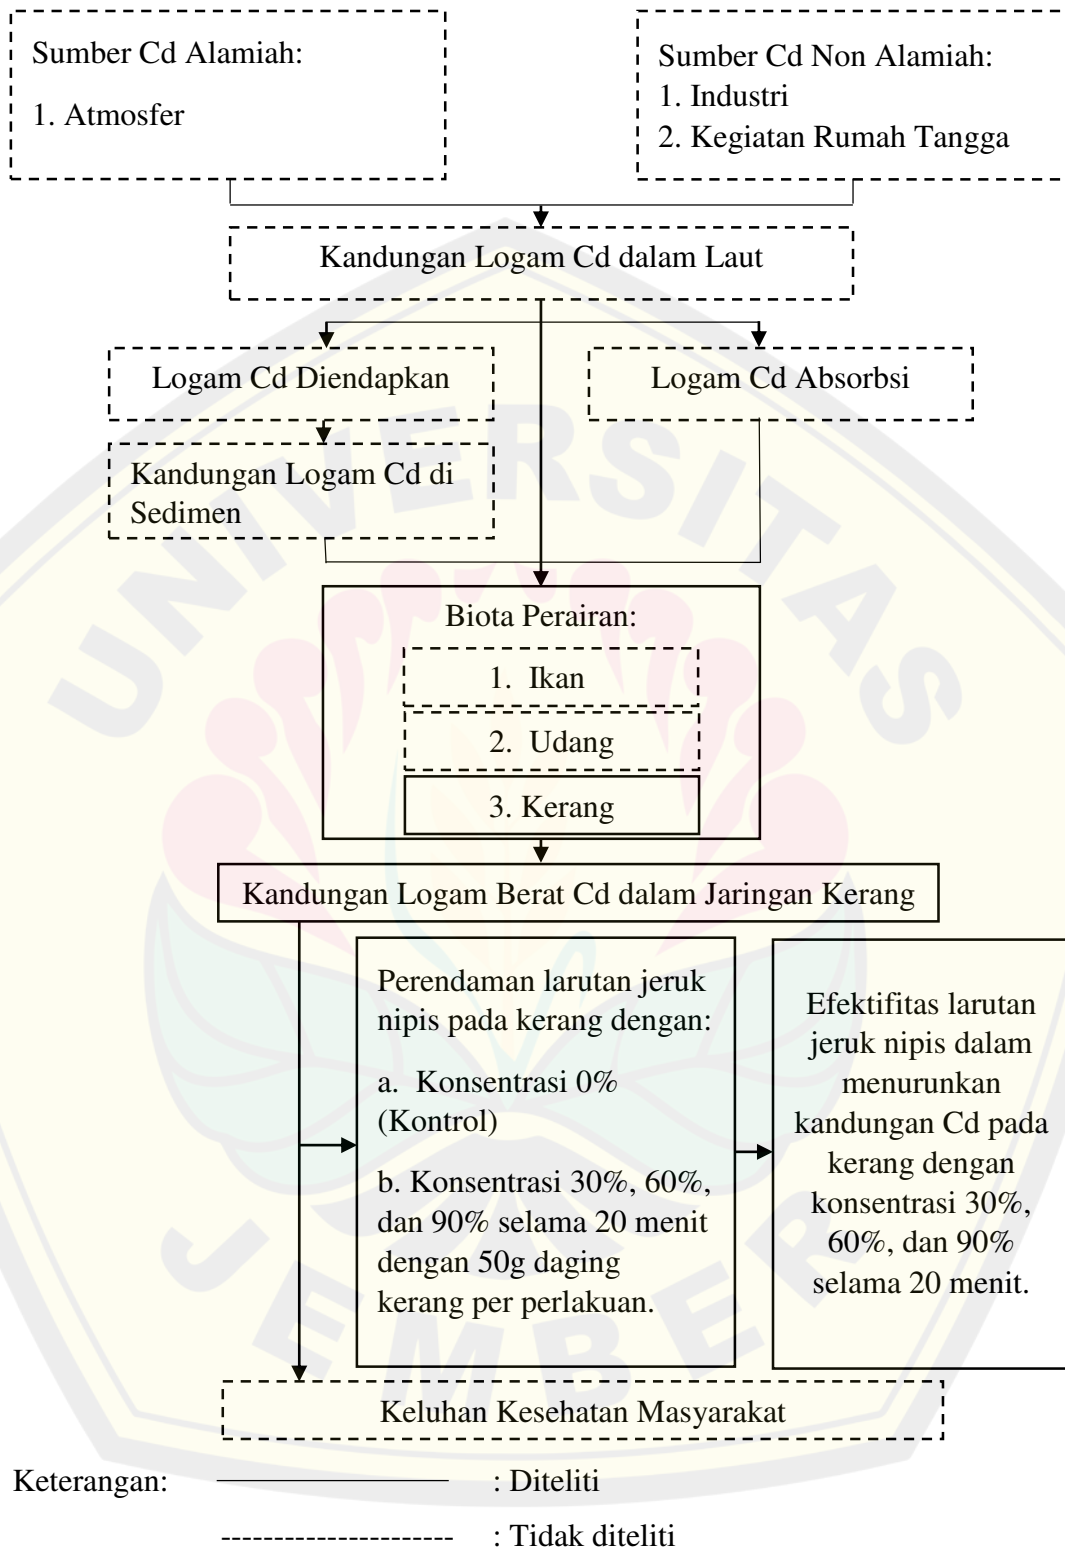 Sumber Cd Alamiah:
1. Atmosfer
Sumber Cd Non Alamiah:
1. Industri
2. Kegiatan Rumah Tangga
Kandungan Logam Cd dalam Laut
Logam Cd Diendapkan
Logam Cd Absorbsi
Kandungan Logam Cd di
Sedimen
Biota Perairan:
1. Ikan
2. Udang
3. Kerang
Kandungan Logam Berat Cd dalam Jaringan Kerang
Perendaman larutan jeruk
nipis pada kerang dengan:
a. Konsentrasi 0%
(Kontrol)
b. Konsentrasi 30%, 60%,
dan 90% selama 20 menit
dengan 50g daging
kerang per perlakuan.
Efektifitas larutan
jeruk nipis dalam
menurunkan
kandungan Cd pada
kerang dengan
konsentrasi 30%,
60%, dan 90%
selama 20 menit.
Keluhan Kesehatan Masyarakat
Keterangan:
: Diteliti
: Tidak diteliti
UNIVERSITAS
JEMBER